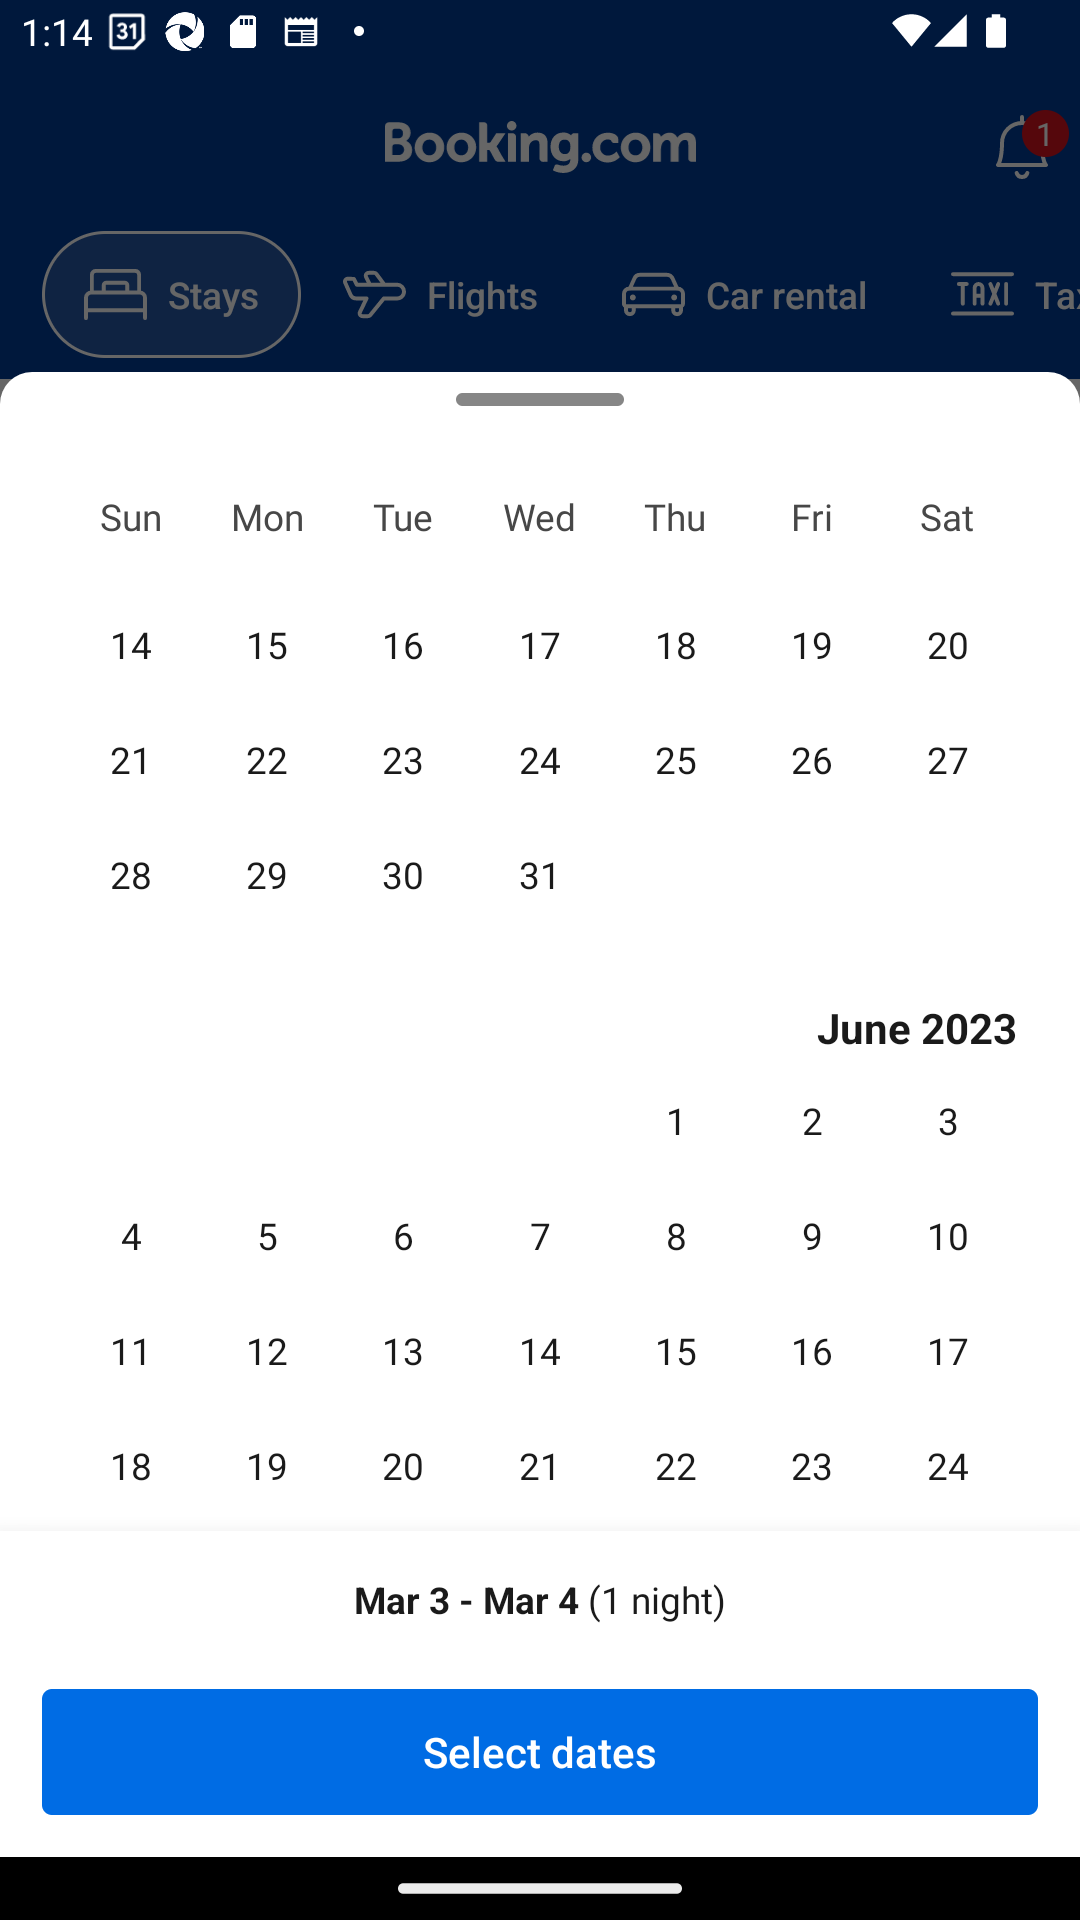 1:14 31
Booking.com
1
Stays Flights Car rental TAXI Tax
Sun Mon Tue Wed Thu Fri Sat
14 15 16 17 18 19 20
21 22 23 24 25 26 27
28 29 30 31
June 2023
1 2 3
4 5 6 7 8 9 10
11 12 13 14 15 16 17
18 19 20 21 22 23 24
Mar 3 - Mar 4 (1 night)
Select dates